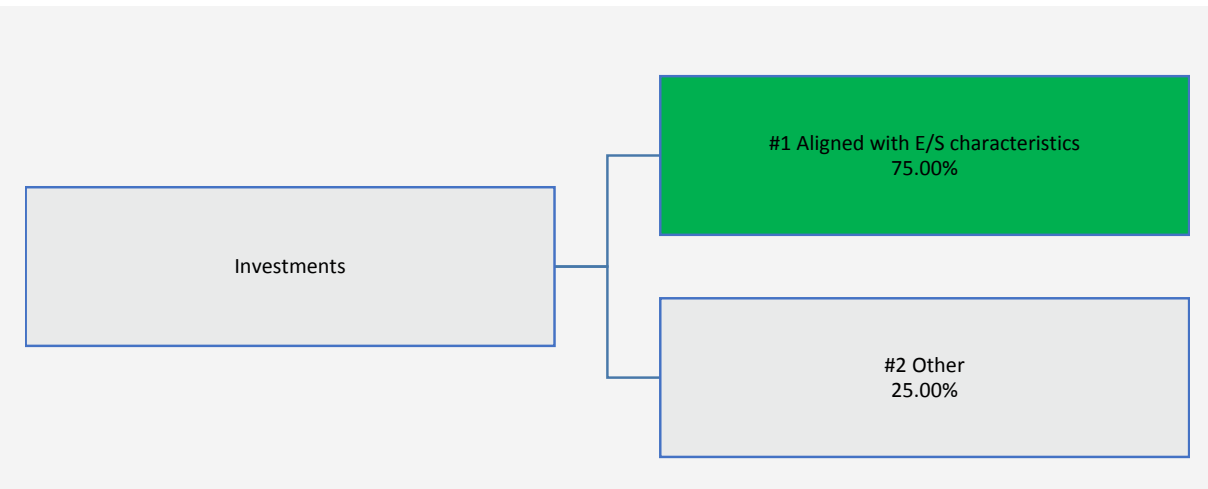 #1 Aligned with E/S characteristics
75.00%
Investments
#2 Other
25.00%